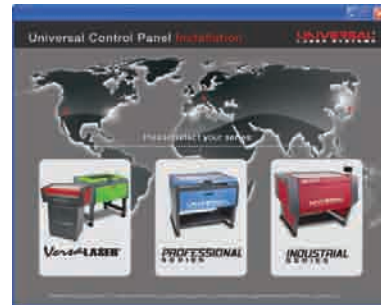 Universal Control Panel Installation
UNIVERSAL
LASER SYSTEMS
Please select your series
VersaLASER
PROFESSIONAL
SERIES
INDUSTRIAL
SERIES